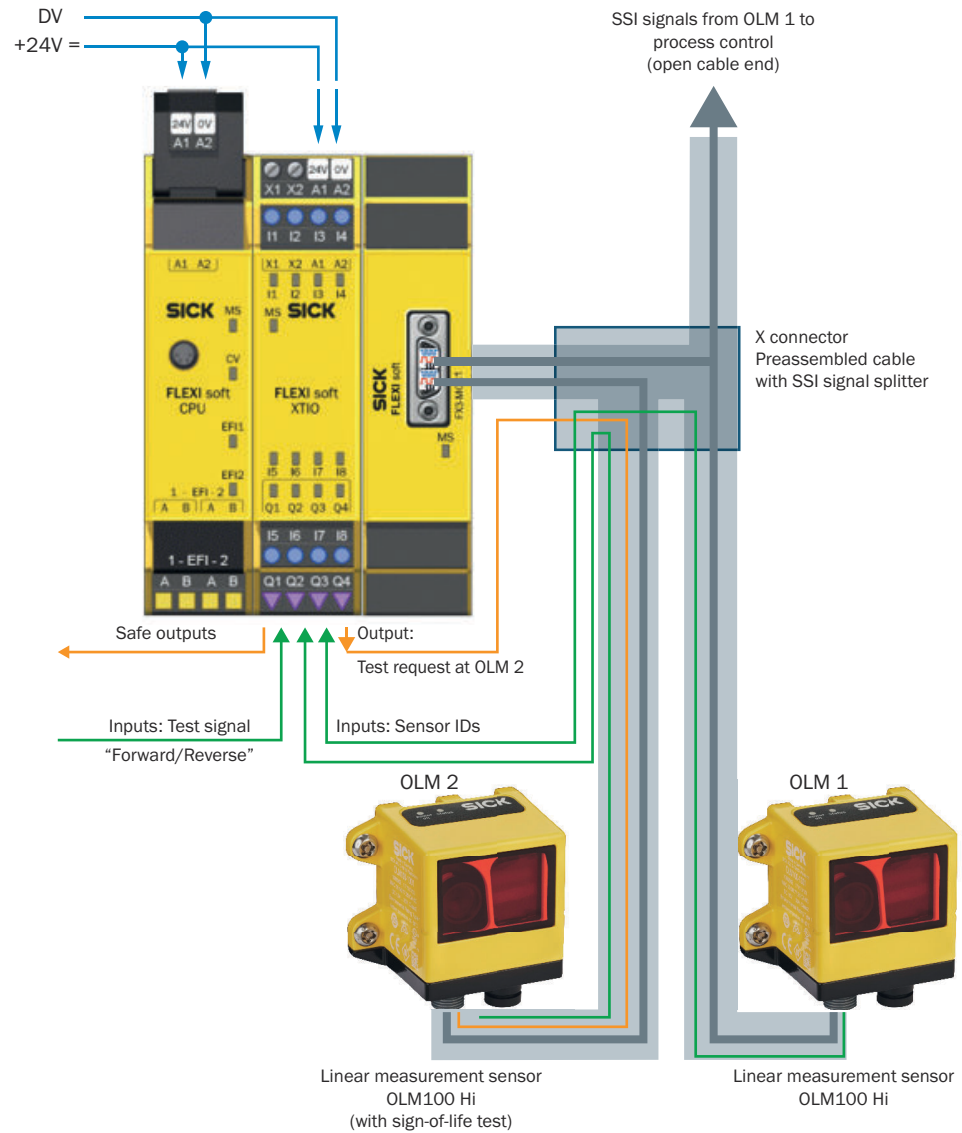 DV
+24V =
SSI signals from OLM 1 to
process control
(open cable end)
24V 0V
A1 A2
24V 0V
X1 X2 A1 A2
I1 I2 I3 I4
A1 A2
X1 X2 A1 A2
I1 I2 I3 I4
SICK MS
MS SICK
CV
FLEXI soft
CPU
FLEXI soft
XTIO
SICK
FLEXI soft
MS
EFI1
EFI2
I5 I6 I7 I8
1 - EFI - 2
A B A B
Q1 Q2 Q3 Q4
I5 I6 I7 I8
1 - EFI - 2
A B A B
Q1 Q2 Q3 Q4
X connector
Preassembled cable
with SSI signal splitter
Safe outputs
Output:
Test request at OLM 2
Inputs: Test signal
“Forward/Reverse”
Inputs: Sensor IDs
OLM 2
OLM 1
SICK
SICK
SICK
SICK
Linear measurement sensor
OLM100 Hi
(with sign-of-life test)
Linear measurement sensor
OLM100 Hi